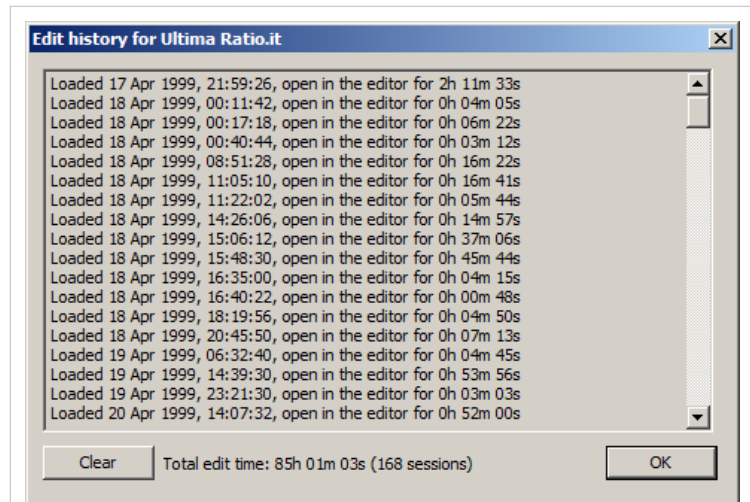 Edit history for Ultima Ratio.it
Loaded 17 Apr 1999, 21:59:26, open in the editor for 2h 11m 33s
Loaded 18 Apr 1999, 00:11:42, open in the editor for 0h 04m 05s
Loaded 18 Apr 1999, 00:17:18, open in the editor for 0h 06m 22s
Loaded 18 Apr 1999, 00:40:44, open in the editor for 0h 03m 12s
Loaded 18 Apr 1999, 08:51:28, open in the editor for 0h 16m 22s
Loaded 18 Apr 1999, 11:05:10, open in the editor for 0h 16m 41s
Loaded 18 Apr 1999, 11:22:02, open in the editor for 0h 05m 44s
Loaded 18 Apr 1999, 14:26:06, open in the editor for 0h 14m 57s
Loaded 18 Apr 1999, 15:06:12, open in the editor for 0h 37m 06s
Loaded 18 Apr 1999, 15:48:30, open in the editor for 0h 45m 44s
Loaded 18 Apr 1999, 16:35:00, open in the editor for 0h 04m 15s
Loaded 18 Apr 1999, 16:40:22, open in the editor for 0h 00m 48s
Loaded 18 Apr 1999, 18:19:56, open in the editor for 0h 04m 50s
Loaded 18 Apr 1999, 20:45:50, open in the editor for 0h 07m 13s
Loaded 19 Apr 1999, 06:32:40, open in the editor for 0h 04m 45s
Loaded 19 Apr 1999, 14:39:30, open in the editor for 0h 53m 56s
Loaded 19 Apr 1999, 23:21:30, open in the editor for 0h 03m 03s
Loaded 20 Apr 1999, 14:07:32, open in the editor for 0h 52m 00s
Clear Total edit time: 85h 01m 03s (168 sessions) OK